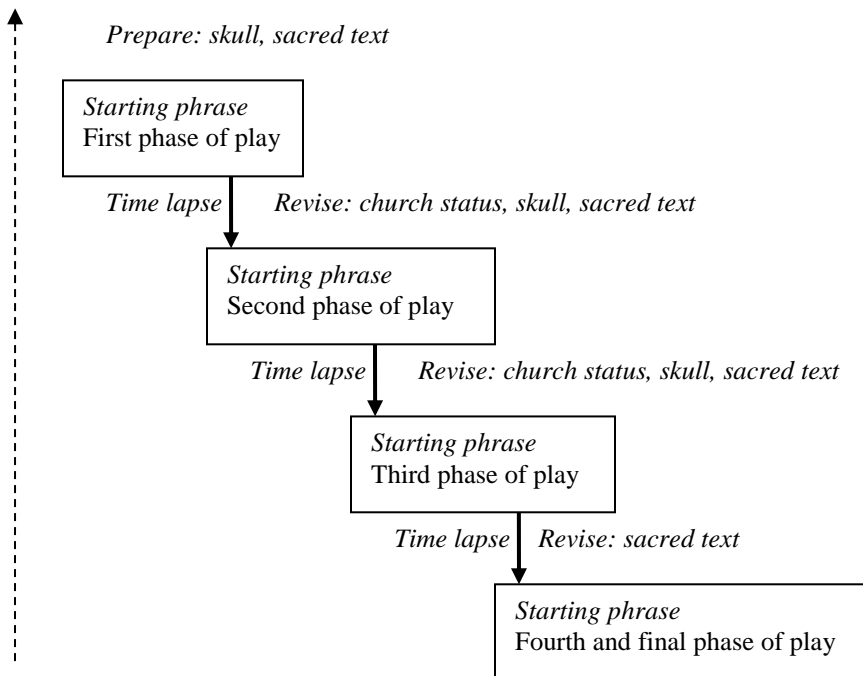 Prepare: skull, sacred text
Starting phrase
First phase of play
Time lapse
Revise: church status, skull, sacred text
Starting phrase
Second phase of play
Time lapse
Revise: church status, skull, sacred text
Starting phrase
Third phase of play
Time lapse
Revise: sacred text
Starting phrase
Fourth and final phase of play